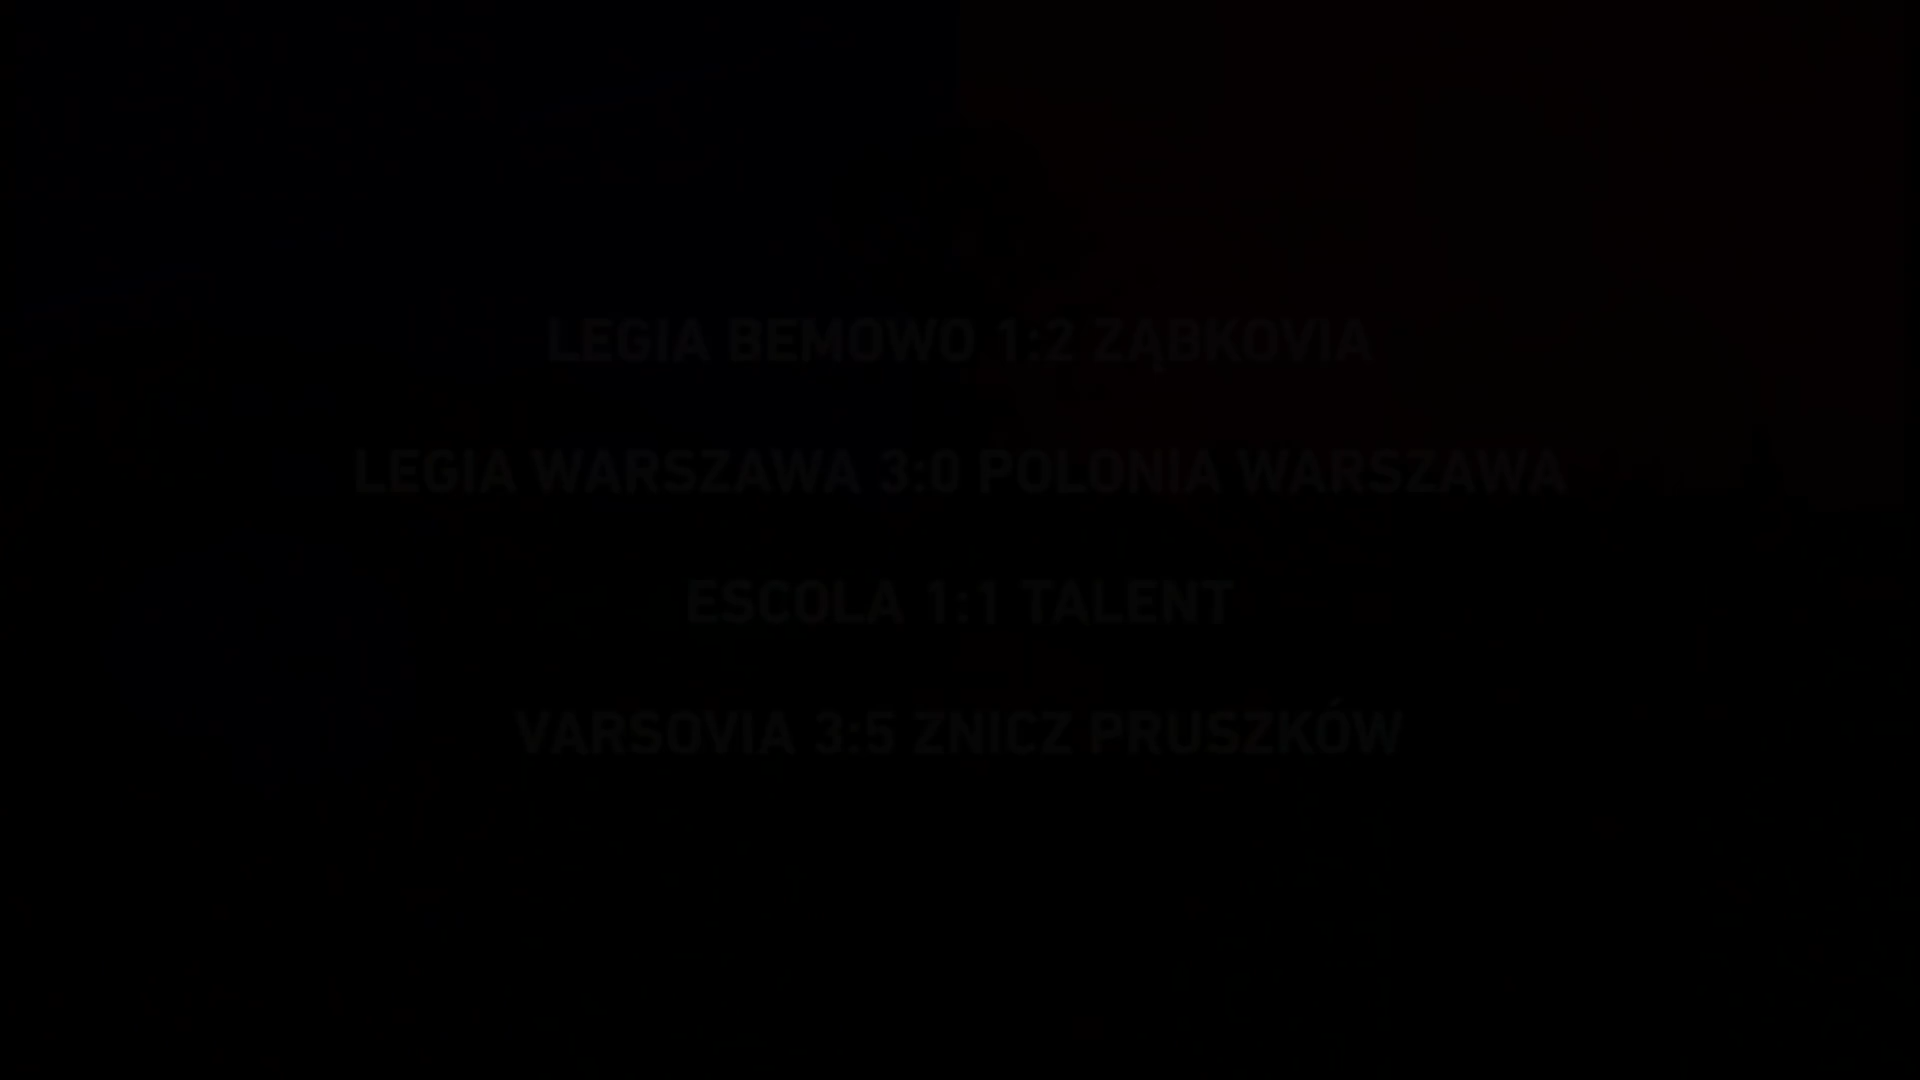 LEGIA BEMOWO 1:2 ZĄBKOVIA
LEGIA WARSZAWA 3:0 POLONIA WARSZAWA
ESCOLA 1:1 TALENT
VARSOVIA 3:5 ZNICZ PRUSZKÓW